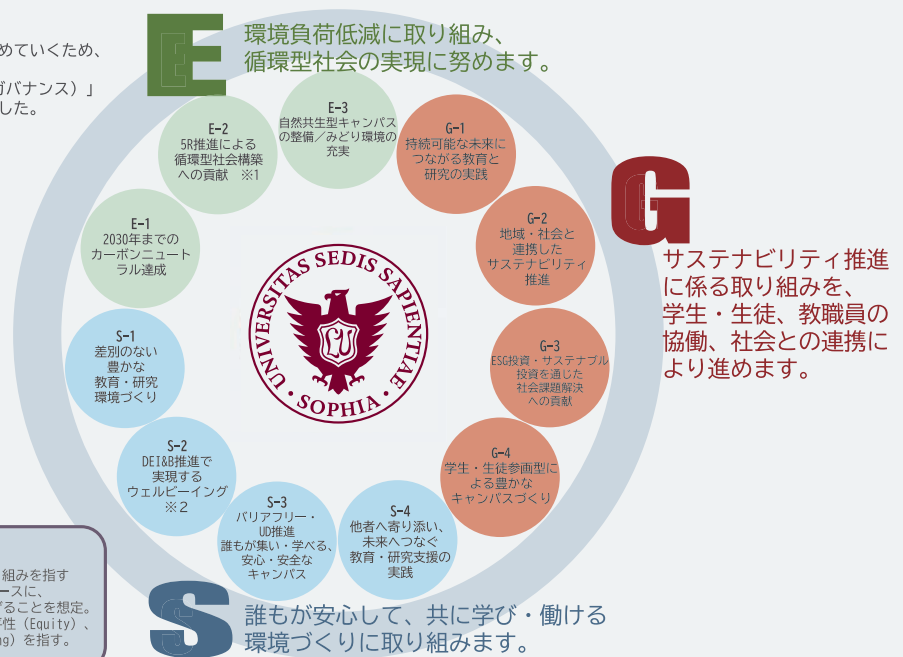 めていくため、
ガバナンス）」
した。
E
環境負荷低減に取り組み、
循環型社会の実現に努めます。
E-3
自然共生型キャンパス
の整備／みどり環境の
充実
E-2
5R推進による
循環型社会構築
への貢献　※1
E-1
2030年までの
カーボンニュート
ラル達成
G-1
持続可能な未来に
つながる教育と
研究の実践
G-2
地域・社会と
連携した
サステナビリティ
推進
G-3
ESG投資・サステナブル
投資を通じた
社会課題解決
への貢献
G-4
学生・生徒参画型に
よる豊かな
キャンパスづくり
G
サステナビリティ推進
に係る取り組みを、
学生・生徒、教職員の
協働、社会との連携に
より進めます。
UNIVERSITAS SEDIS SAPIENTIAE
LU
・SOPHIA・
S-1
差別のない
豊かな
教育・研究
環境づくり
S-2
DEI&B推進で
実現する
ウェルビーイング
※2
S-3
バリアフリー・
UD推進
誰もが集い・学べる、
安心・安全な
キャンパス
S-4
他者へ寄り添い、
未来へつなぐ
教育・研究支援の
実践
S
誰もが安心して、共に学び・働ける
環境づくりに取り組みます。
組みを指す
ースに、
ることを想定。
性（Equity）、
ng）を指す。